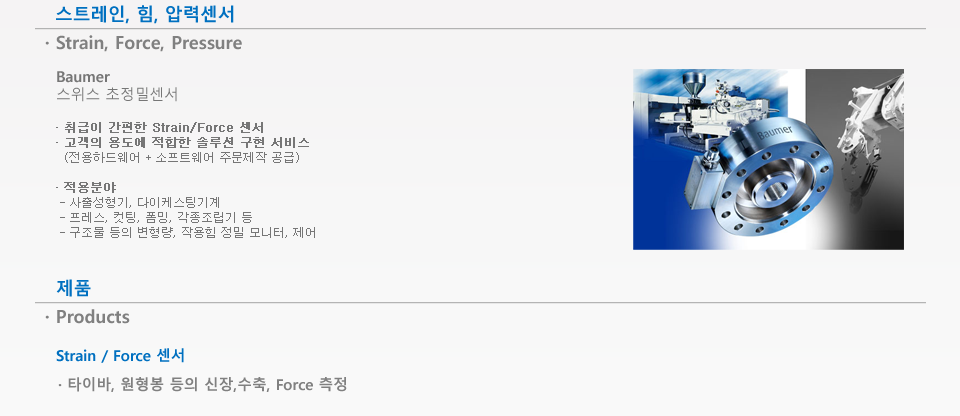 스트레인, 힘, 압력센서
· Strain, Force, Pressure
Baumer
스위스 초정밀센서
· 취급이 간편한 Strain/Force 센서
· 고객의 용도에 적합한 솔루션 구현 서비스
(전용하드웨어 + 소프트웨어 주문제작 공급)
· 적용분야
- 사출성형기, 다이케스팅기계
- 프레스, 컷팅, 폼밍, 각종조립기 등
- 구조물 등의 변형량, 작용힘 정밀 모니터, 제어
Baumer
제품
· Products
Strain / Force 센서
· 타이바, 원형봉 등의 신장,수축, Force 측정